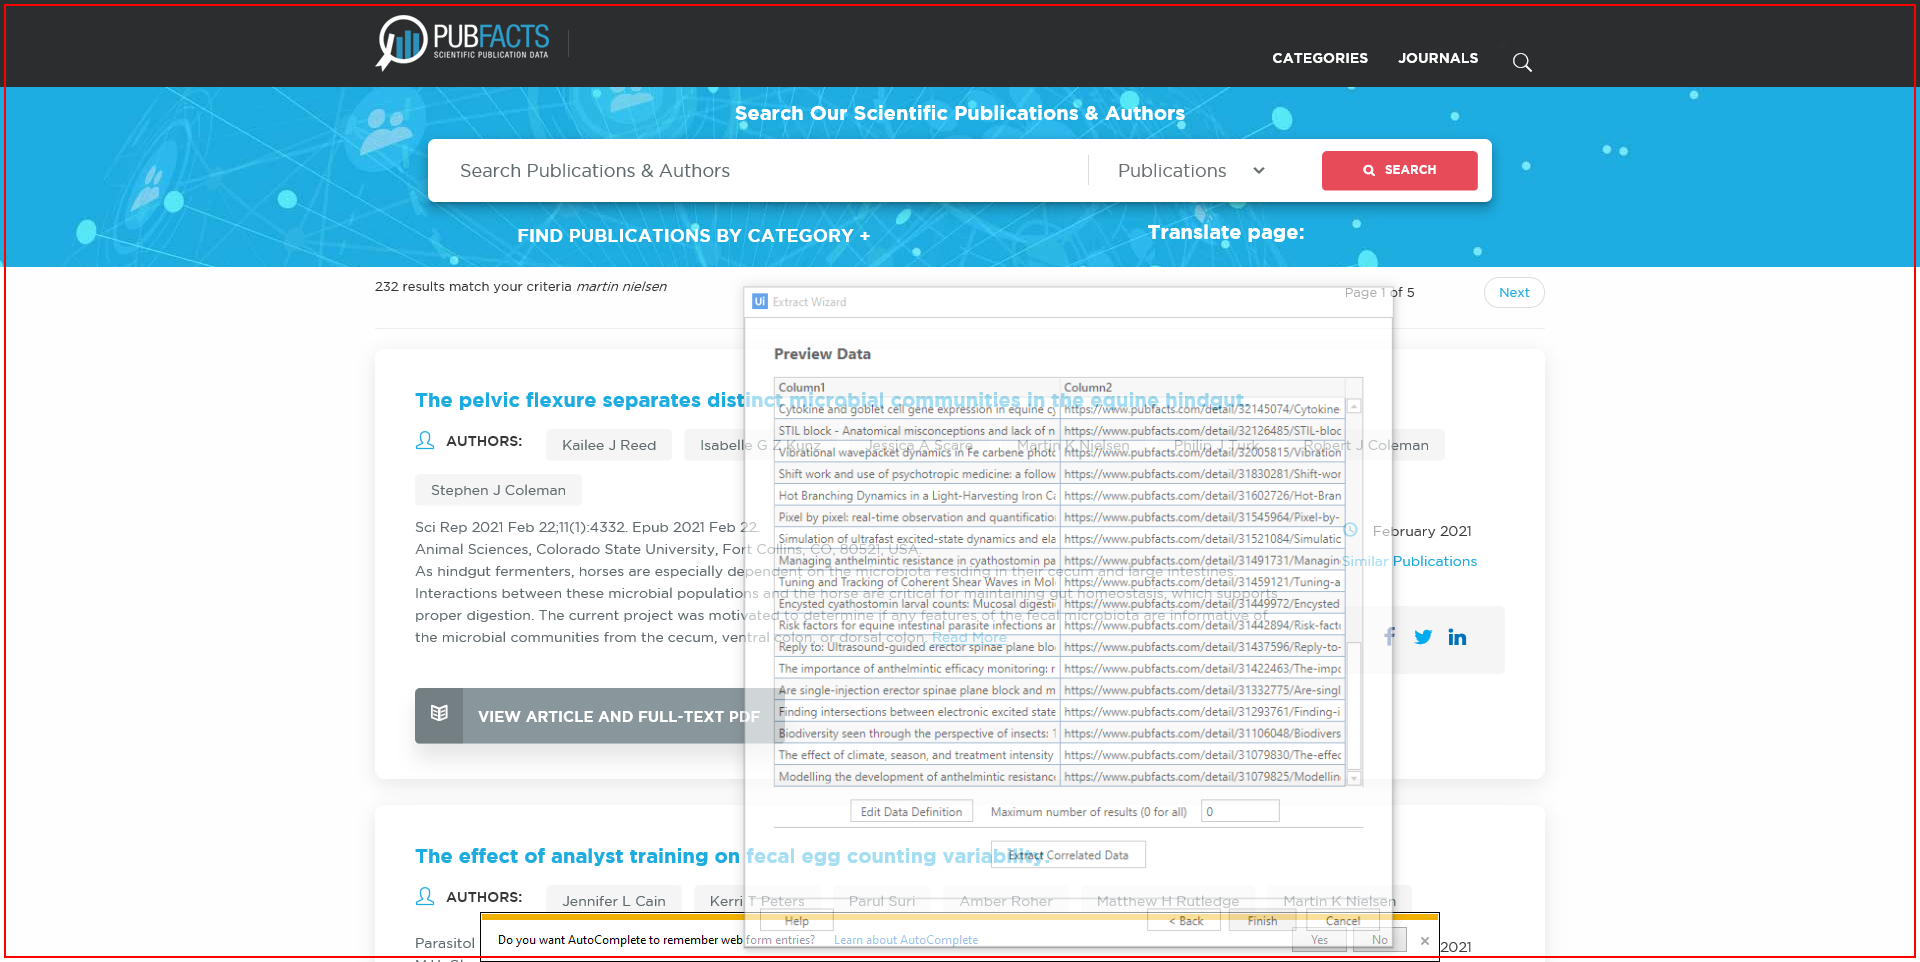 PUBFACTS
SCIENTIFIC PUBLICATION DATA
CATEGORIES
JOURNALS
Search Our Scientific Publications & Authors
Search Publications & Authors
Publications
SEARCH
FIND PUBLICATIONS BY CATEGORY +
Translate page:
232 results match your criteria martin nielsen
Page 1 of 5
Next
The pelvic flexure separates distinct microbial communities in the equine hindgut.
AUTHORS:
Kailee J Reed
Isabelle G Z Kunz
Jessica A Scare
Martin K Nielsen
Philip J Turk
Robert J Coleman
Stephen J Coleman
Sci Rep 2021 Feb 22;11(1):4332. Epub 2021 Feb 22.
Animal Sciences, Colorado State University, Fort Collins, CO, 80521, USA.
As hindgut fermenters, horses are especially dependent on the microbiota residing in their cecum and large intestines.
Interactions between these microbial populations and the horse are critical for maintaining gut homeostasis, which supports
proper digestion. The current project was motivated to determine if any features of the fecal microbiota are informative of
the microbial communities from the cecum, ventral colon, or dorsal colon. Read More
February 2021
Similar Publications
VIEW ARTICLE AND FULL-TEXT PDF
The effect of analyst training on fecal egg counting variability.
AUTHORS:
Jennifer L Cain
Kerri T Peters
Parul Suri
Amber Roher
Matthew H Rutledge
Martin K Nielsen
Parasitol
2021
Ui Extract Wizard
Preview Data
Column1 Column2
Cytokine and goblet cell gene expression in equine cy https://www.pubfacts.com/detail/32145074/Cytokine
STIL block - Anatomical misconceptions and lack of n https://www.pubfacts.com/detail/32126485/STIL-bloc
Vibrational wavepacket dynamics in Fe carbene photo https://www.pubfacts.com/detail/32005815/Vibration
Shift work and use of psychotropic medicine: a follow https://www.pubfacts.com/detail/31830281/Shift-wor
Hot Branching Dynamics in a Light-Harvesting Iron Ca https://www.pubfacts.com/detail/31602726/Hot-Bran
Pixel by pixel: real-time observation and quantification https://www.pubfacts.com/detail/31545964/Pixel-by-
Simulation of ultrafast excited-state dynamics and ela https://www.pubfacts.com/detail/31521084/Simulatic
Managing anthelmintic resistance in cyathostomin pa https://www.pubfacts.com/detail/31491731/Managin
Tuning and Tracking of Coherent Shear Waves in Mol https://www.pubfacts.com/detail/31459121/Tuning-a
Encysted cyathostomin larval counts: Mucosal digesti https://www.pubfacts.com/detail/31449972/Encysted
Risk factors for equine intestinal parasite infections ar https://www.pubfacts.com/detail/31442894/Risk-fact
Reply to: Ultrasound-guided erector spinae plane blo https://www.pubfacts.com/detail/31437596/Reply-to-
The importance of anthelmintic efficacy monitoring: r https://www.pubfacts.com/detail/31422463/The-impo
Are single-injection erector spinae plane block and m https://www.pubfacts.com/detail/31332775/Are-singl
Finding intersections between electronic excited state https://www.pubfacts.com/detail/31293761/Finding-i
Biodiversity seen through the perspective of insects: 1 https://www.pubfacts.com/detail/31106048/Biodivers
The effect of climate, season, and treatment intensity https://www.pubfacts.com/detail/31079830/The-effec
Modelling the development of anthelmintic resistance https://www.pubfacts.com/detail/31079825/Modellin
Edit Data Definition
Maximum number of results (0 for all) 0
Extract Correlated Data
Help
< Back
Finish
Cancel
Do you want AutoComplete to remember web form entries? Learn about AutoComplete
Yes
No